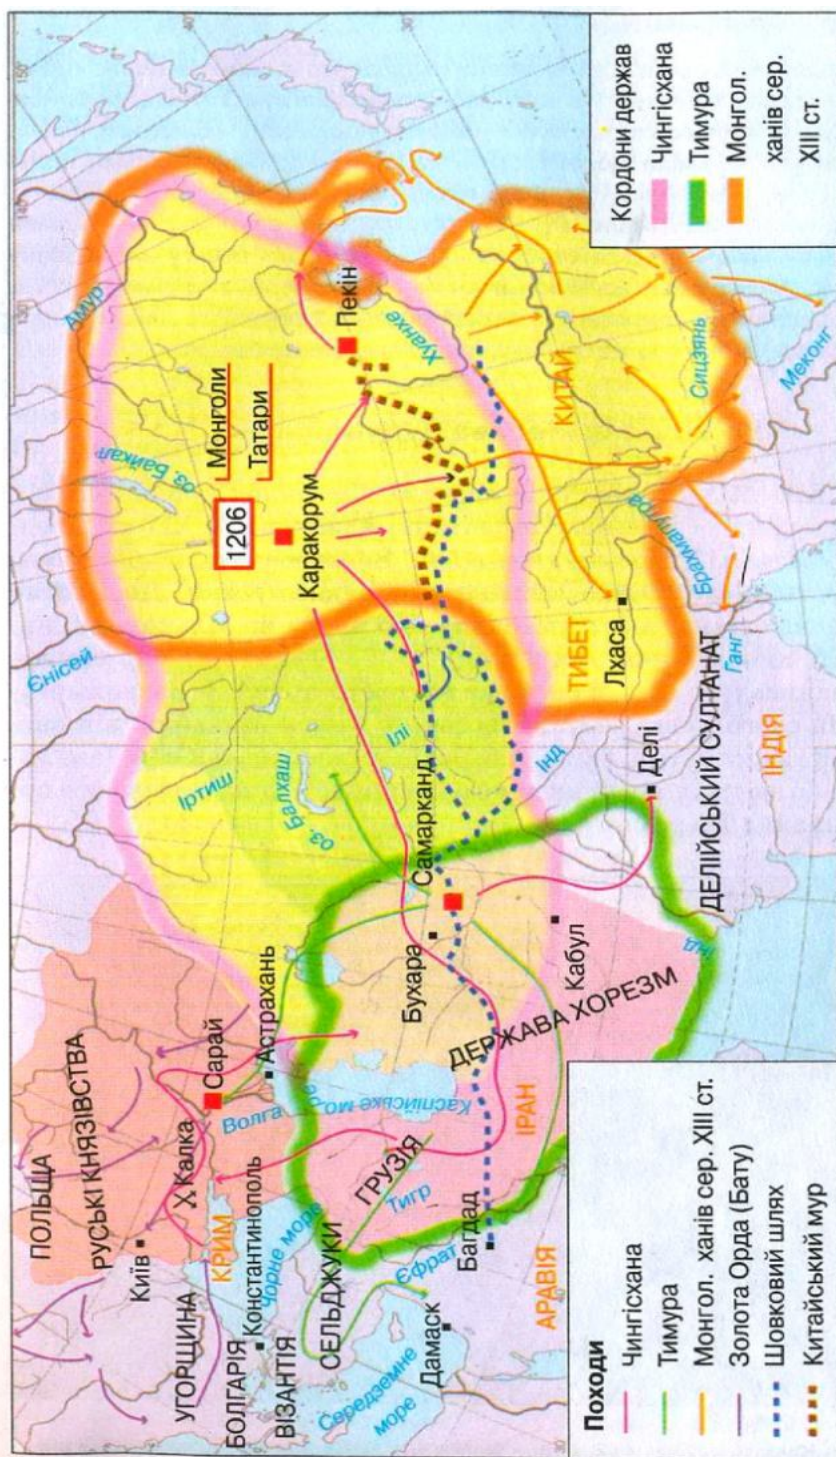 ПОЛЬЩА
РУСЬКІ КНЯЗІВСТВА
Київ
Х Калка
Сарай
Астрахань
Волга
УГОРЩИНА
КРИМ
БОЛГАРІЯ
Константинополь
Чорне море
ВІЗАНТІЯ
СЕЛЬДЖУКИ
Середземне
море
Дамаск
Єфрат
Тигр
ГРУЗІЯ
Каспійське море
Багдад
АРАВІЯ
ІРАН
ДЕРЖАВА ХОРЕЗМ
Бухара
Самарканд
Кабул
Інд
Інд
Делі
ДЕЛІЙСЬКИЙ СУЛТАНАТ
ІНДІЯ
Ганг
Брахмапутра
Єнісей
Іртиш
оз. Балхаш
Ілі
оз. Байкал
Амур
1206
Монголи
Татари
Каракорум
Пекін
Хуанхе
КИТАЙ
ТИБЕТ
Лхаса
Сицзянь
Меконг
Походи
Чингісхана
Тимура
Монгол. ханів сер. XIII ст.
Золота Орда (Бату)
Шовковий шлях
Китайський мур
Кордони держав
Чингісхана
Тимура
Монгол.
ханів сер.
XIII ст.